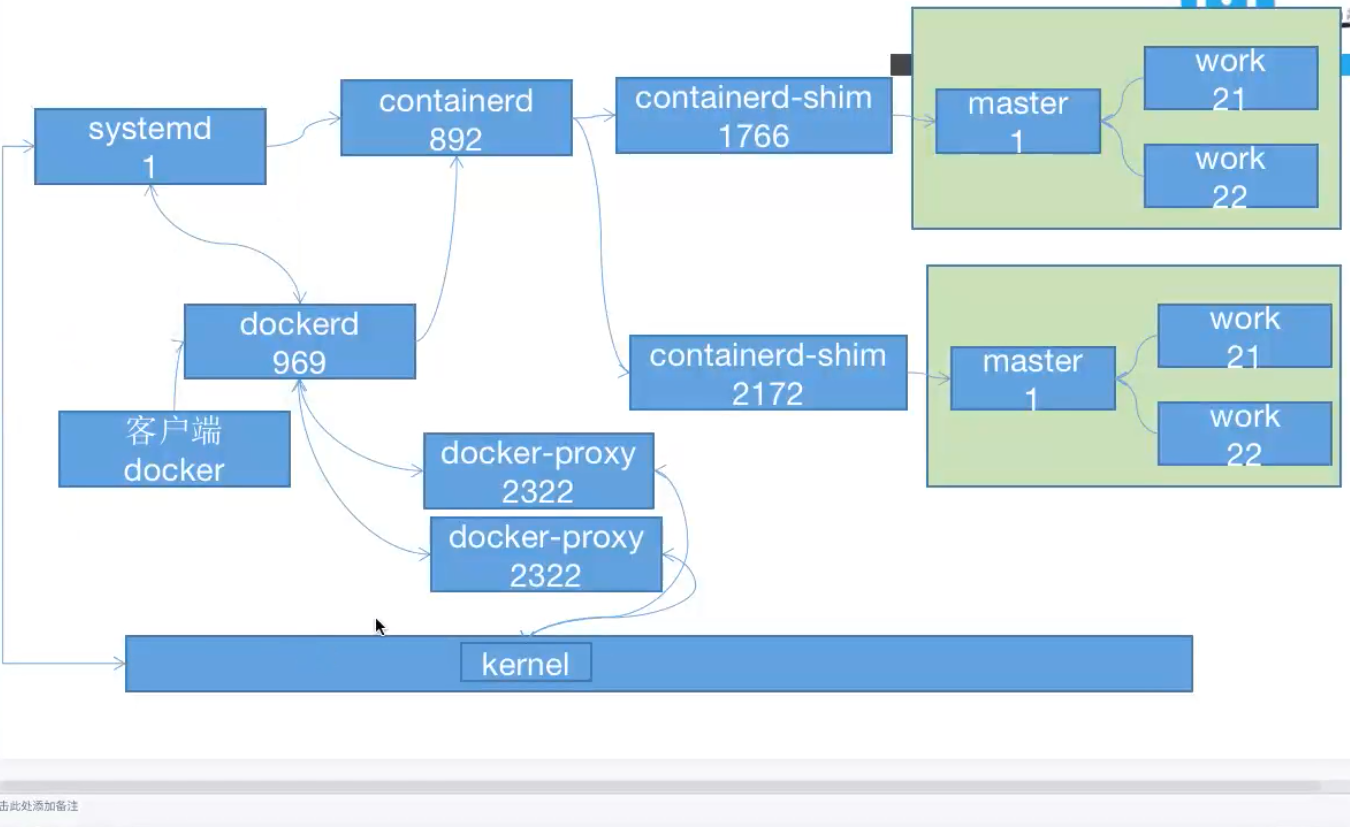 systemd
1
containerd
892
containerd-shim
1766
master
1
work
21
work
22
dockerd
969
客户端
docker
containerd-shim
2172
master
1
work
21
work
22
docker-proxy
2322
docker-proxy
2322
kernel
击此处添加备注